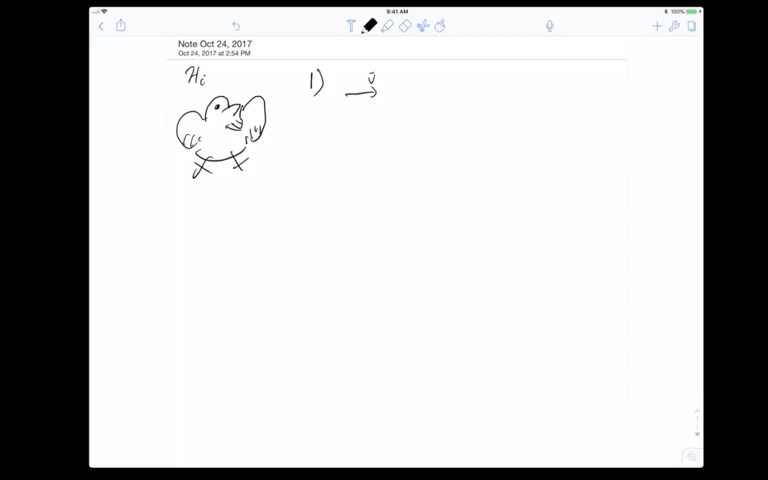 9:41 AM
100%
T
Note Oct 24, 2017
Oct 24, 2017 at 2:54 PM
Hi
1)